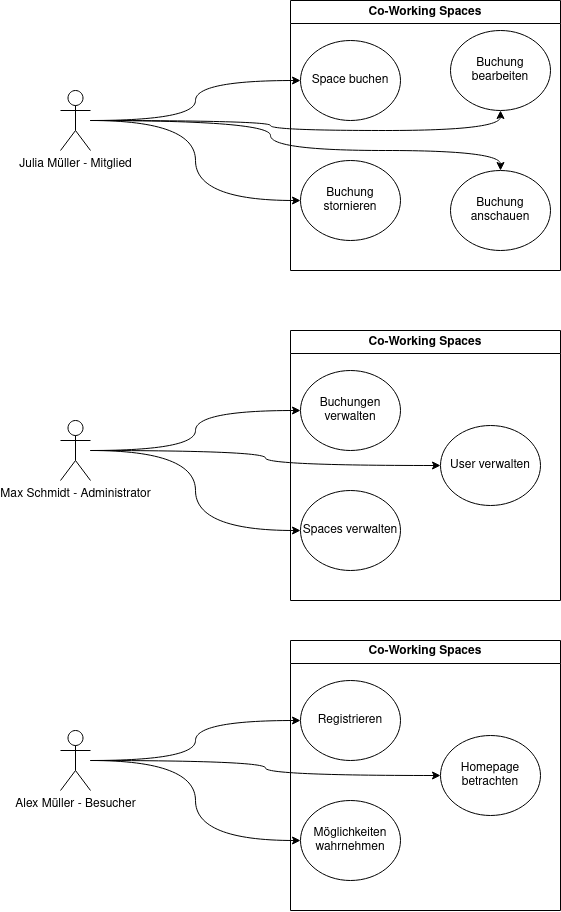 Co-Working Spaces
Space buchen
Buchung
bearbeiten
Julia Müller - Mitglied
Buchung
stornieren
Buchung
anschauen
Co-Working Spaces
Buchungen
verwalten
User verwalten
Max Schmidt - Administrator
Spaces verwalten
Co-Working Spaces
Registrieren
Homepage
betrachten
Alex Müller - Besucher
Möglichkeiten
wahrnehmen